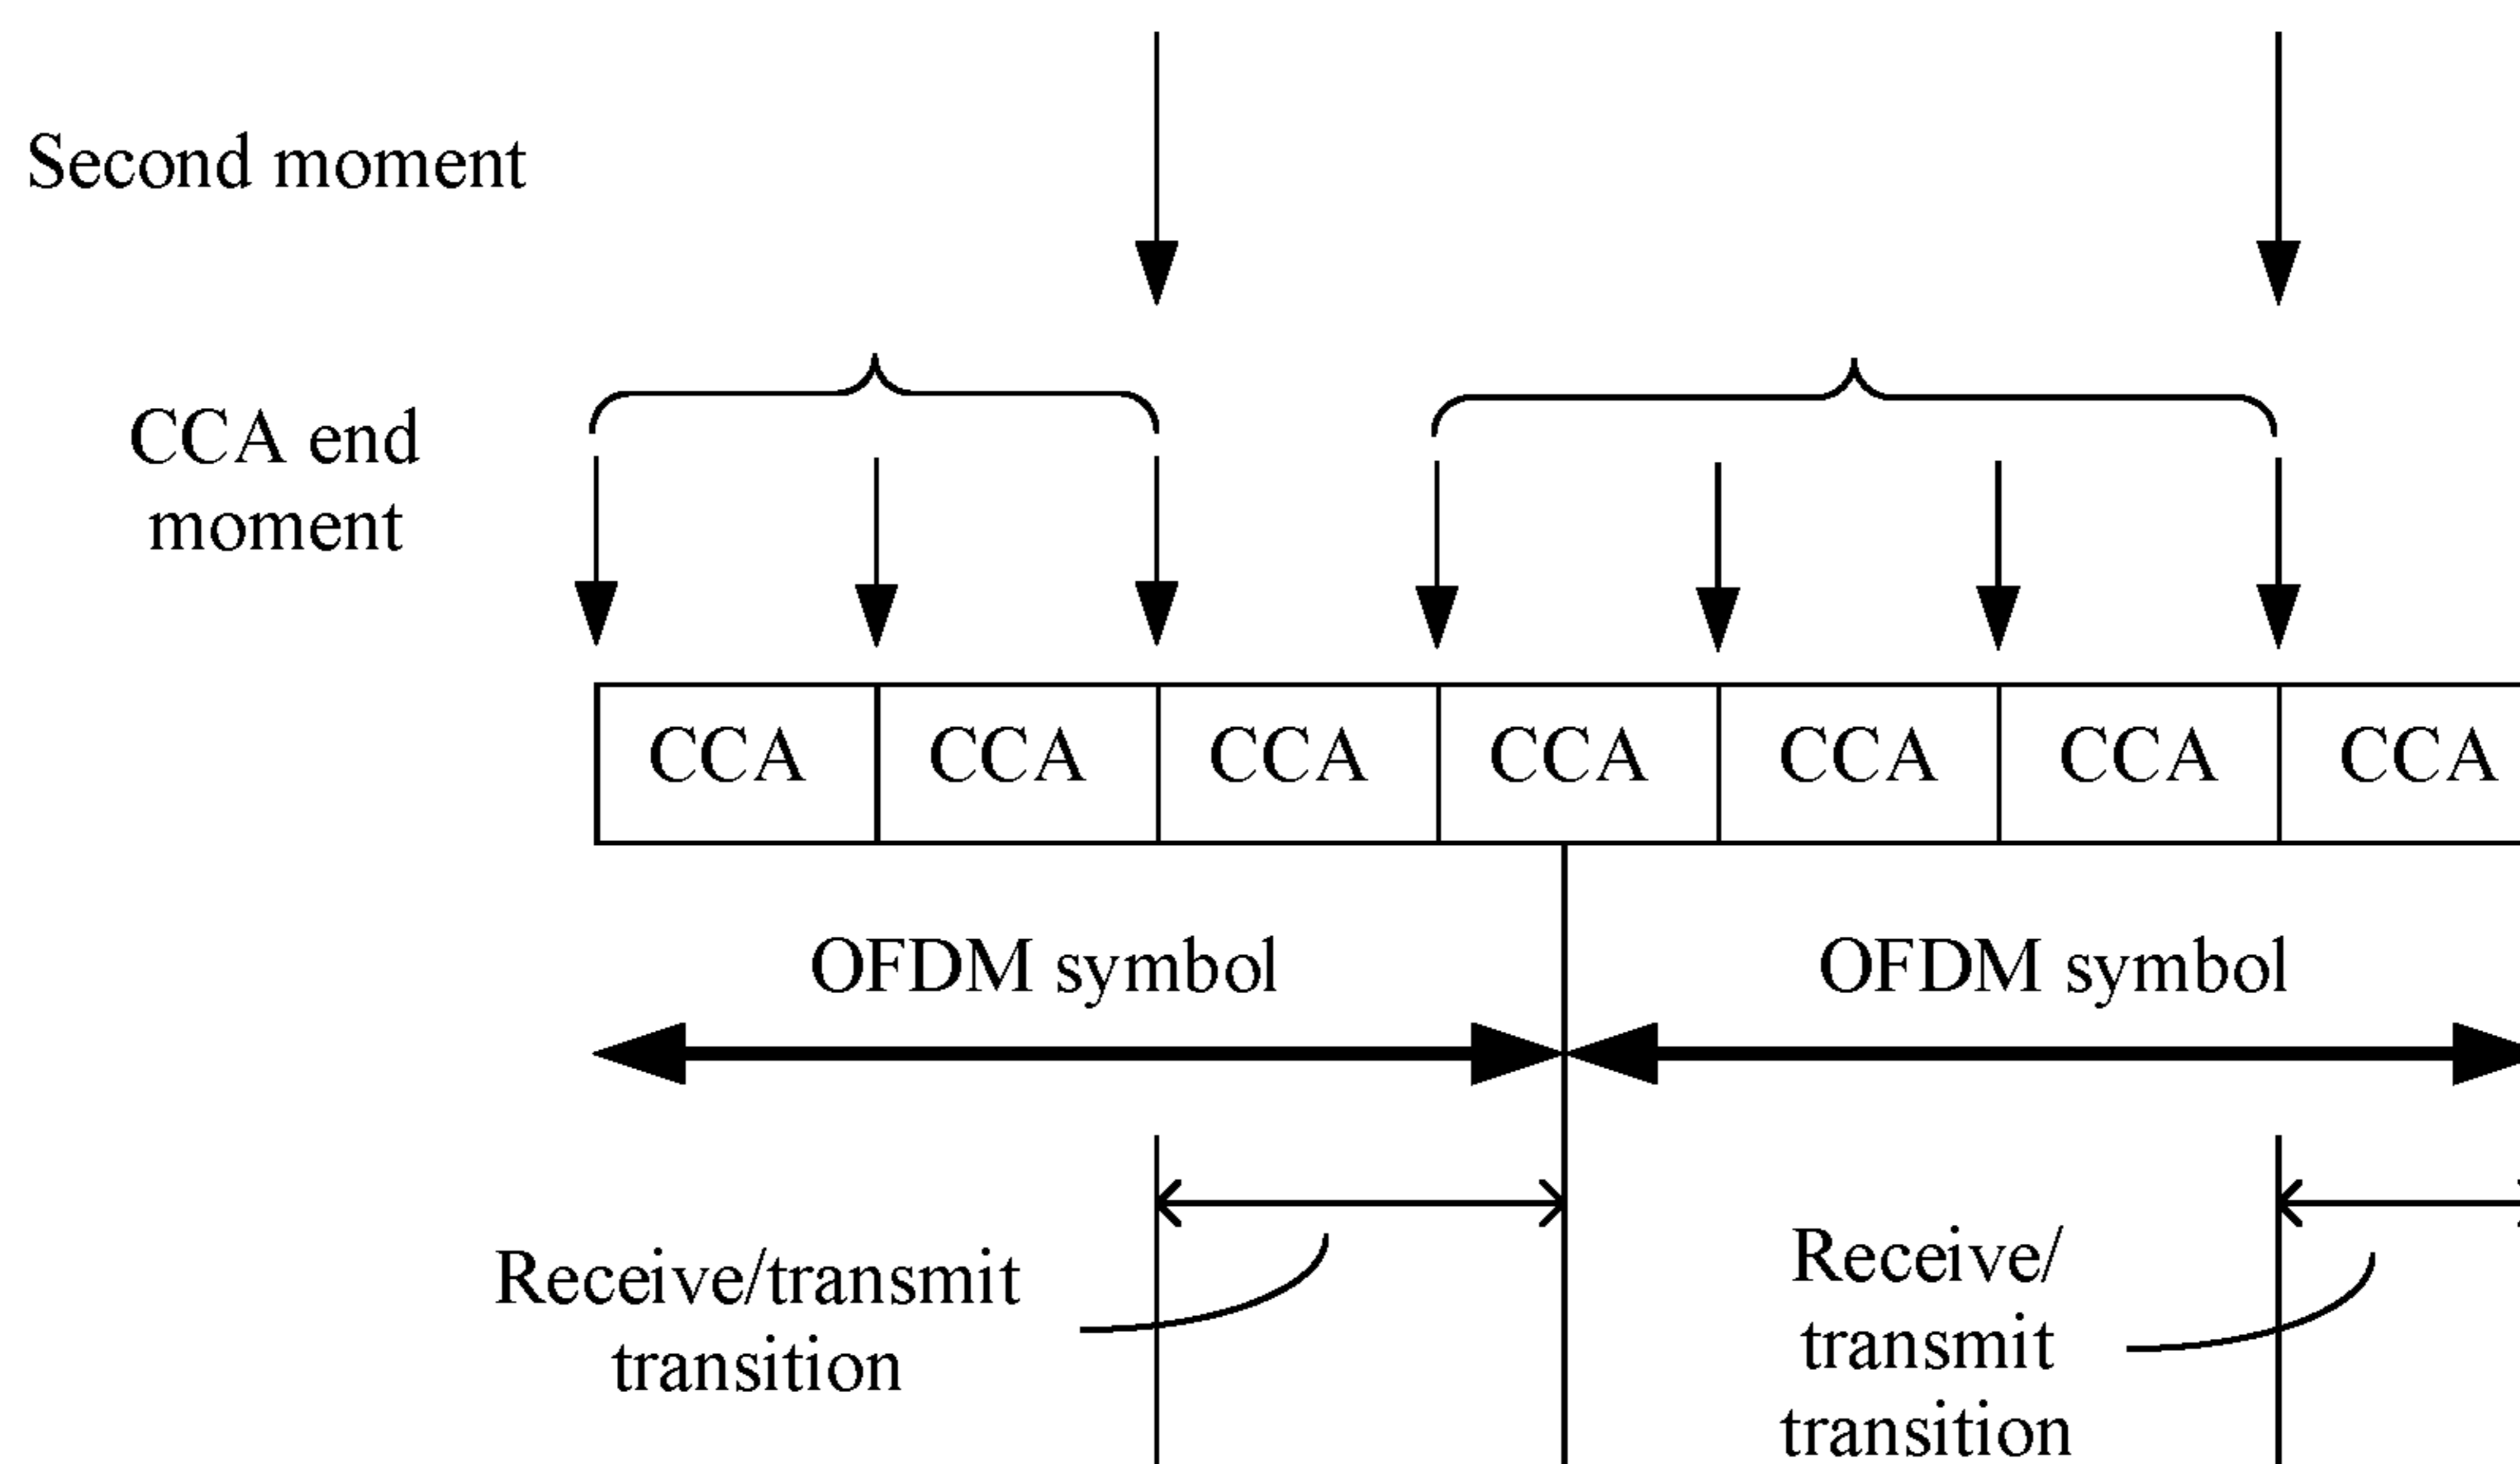 Second moment
CCA end
moment
CCA CCA CCA CCA CCA CCA CCA
OFDM symbol OFDM symbol
Receive/transmit
transition
Receive/
transmit
transition